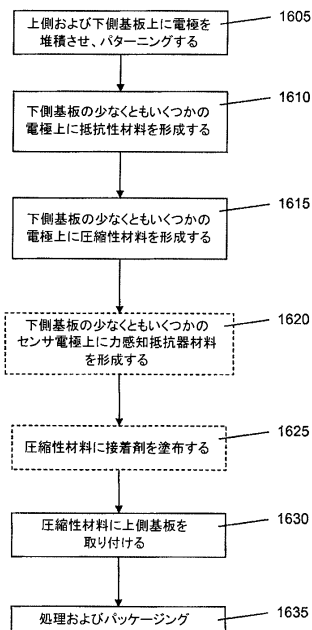 上側および下側基板上に電極を
堆積させ、パターニングする
1605
下側基板の少なくともいくつかの
電極上に抵抗性材料を形成する
1610
下側基板の少なくともいくつかの
電極上に圧縮性材料を形成する
1615
下側基板の少なくともいくつかの
センサ電極上に力感知抵抗器材料
を形成する
1620
圧縮性材料に接着剤を塗布する
1625
圧縮性材料に上側基板を
取り付ける
1630
処理およびパッケージング
1635